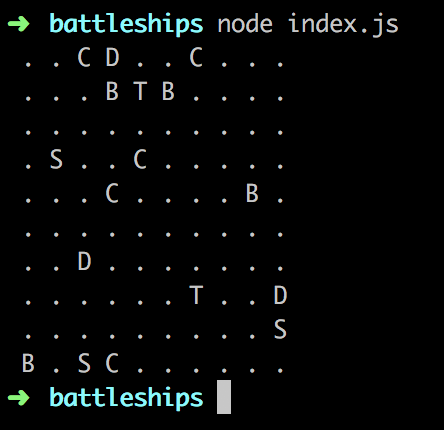 ➜ battleships node index.js
. . C D . . C . . .
. . . B T B . . . .
. . . . . . . . . .
. S . . C . . . . .
. . . C . . . . B .
. . . . . . . . . .
. . D . . . . . . .
. . . . . . T . . D
. . . . . . . . . S
B . S C . . . . . .
➜ battleships